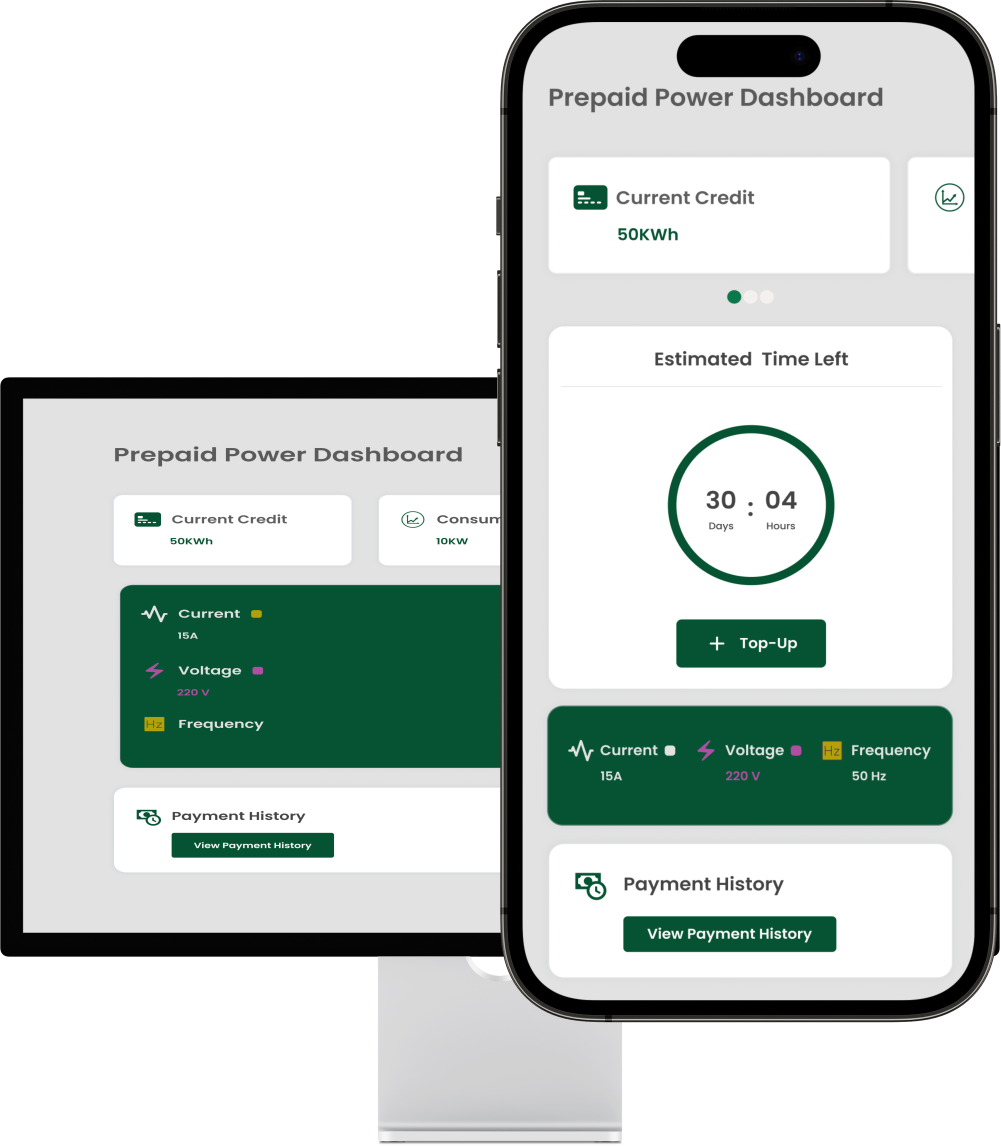 Prepaid Power Dashboard
Current Credit
50KWh
Estimated Time Left
30 : 04
Days Hours
+ Top-Up
Current Voltage Hz Frequency
15A 220 V 50 Hz
Payment History
View Payment History
Prepaid Power Dashboard
Current Credit
50KWh
Consum
10KW
Current
15A
Voltage
220 V
Hz Frequency
Payment History
View Payment History